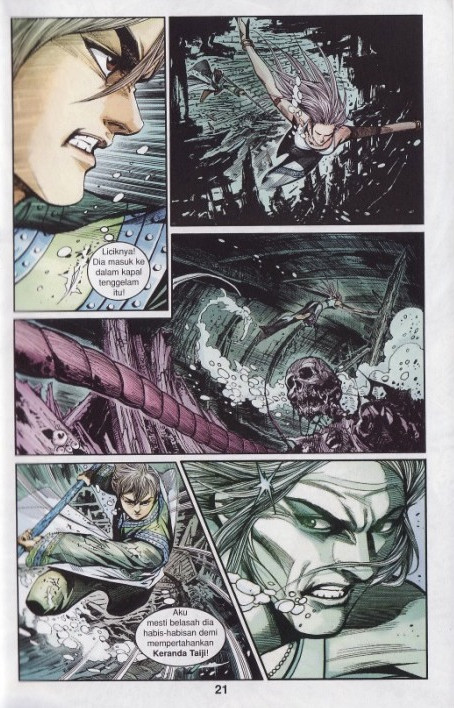 Liciknya!
Dia masuk ke
dalam kapal
tenggelam
itu!
Aku
mesti belasah dia
habis-habisan demi
mempertahankan
Keranda Taiji!
21